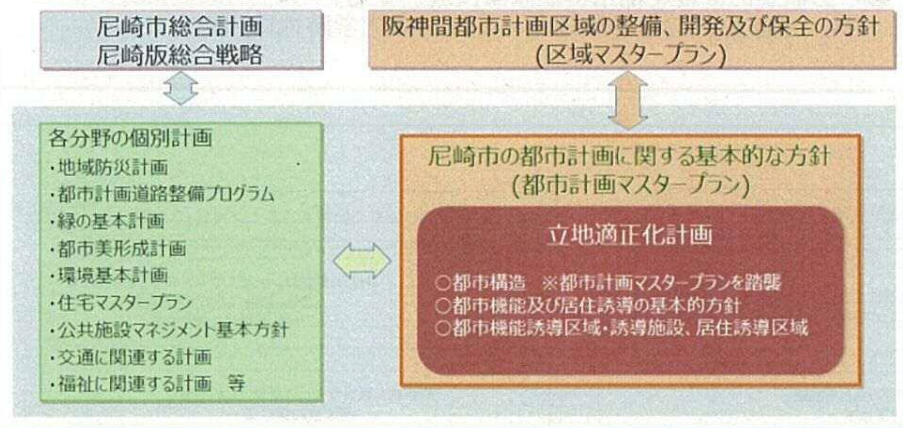 尼崎市総合計画
尼崎版総合戦略
阪神間都市計画区域の整備、開発及び保全の方針
(区域マスタープラン)
各分野の個別計画
・地域防災計画
・都市計画道路整備プログラム
・緑の基本計画
・都市美形成計画
・環境基本計画
・住宅マスタープラン
・公共施設マネジメント基本方針
・交通に関連する計画
・福祉に関連する計画　等
尼崎市の都市計画に関する基本的な方針
(都市計画マスタープラン)
立地適正化計画
○都市構造　※都市計画マスタープランを踏襲
○都市機能及び居住誘導の基本的方針
○都市機能誘導区域・誘導施設、居住誘導区域